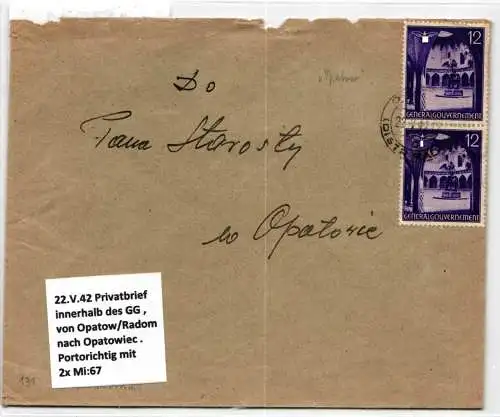 12
GENERALGOUVERNEMENT
12
GENERALGOUVERNEMENT
Do
Pana Starosty
w Opatowie
22.V.42 Privatbrief
innerhalb des GG ,
von Opatow/Radom
nach Opatowiec .
Portorichtig mit
2x Mi:67